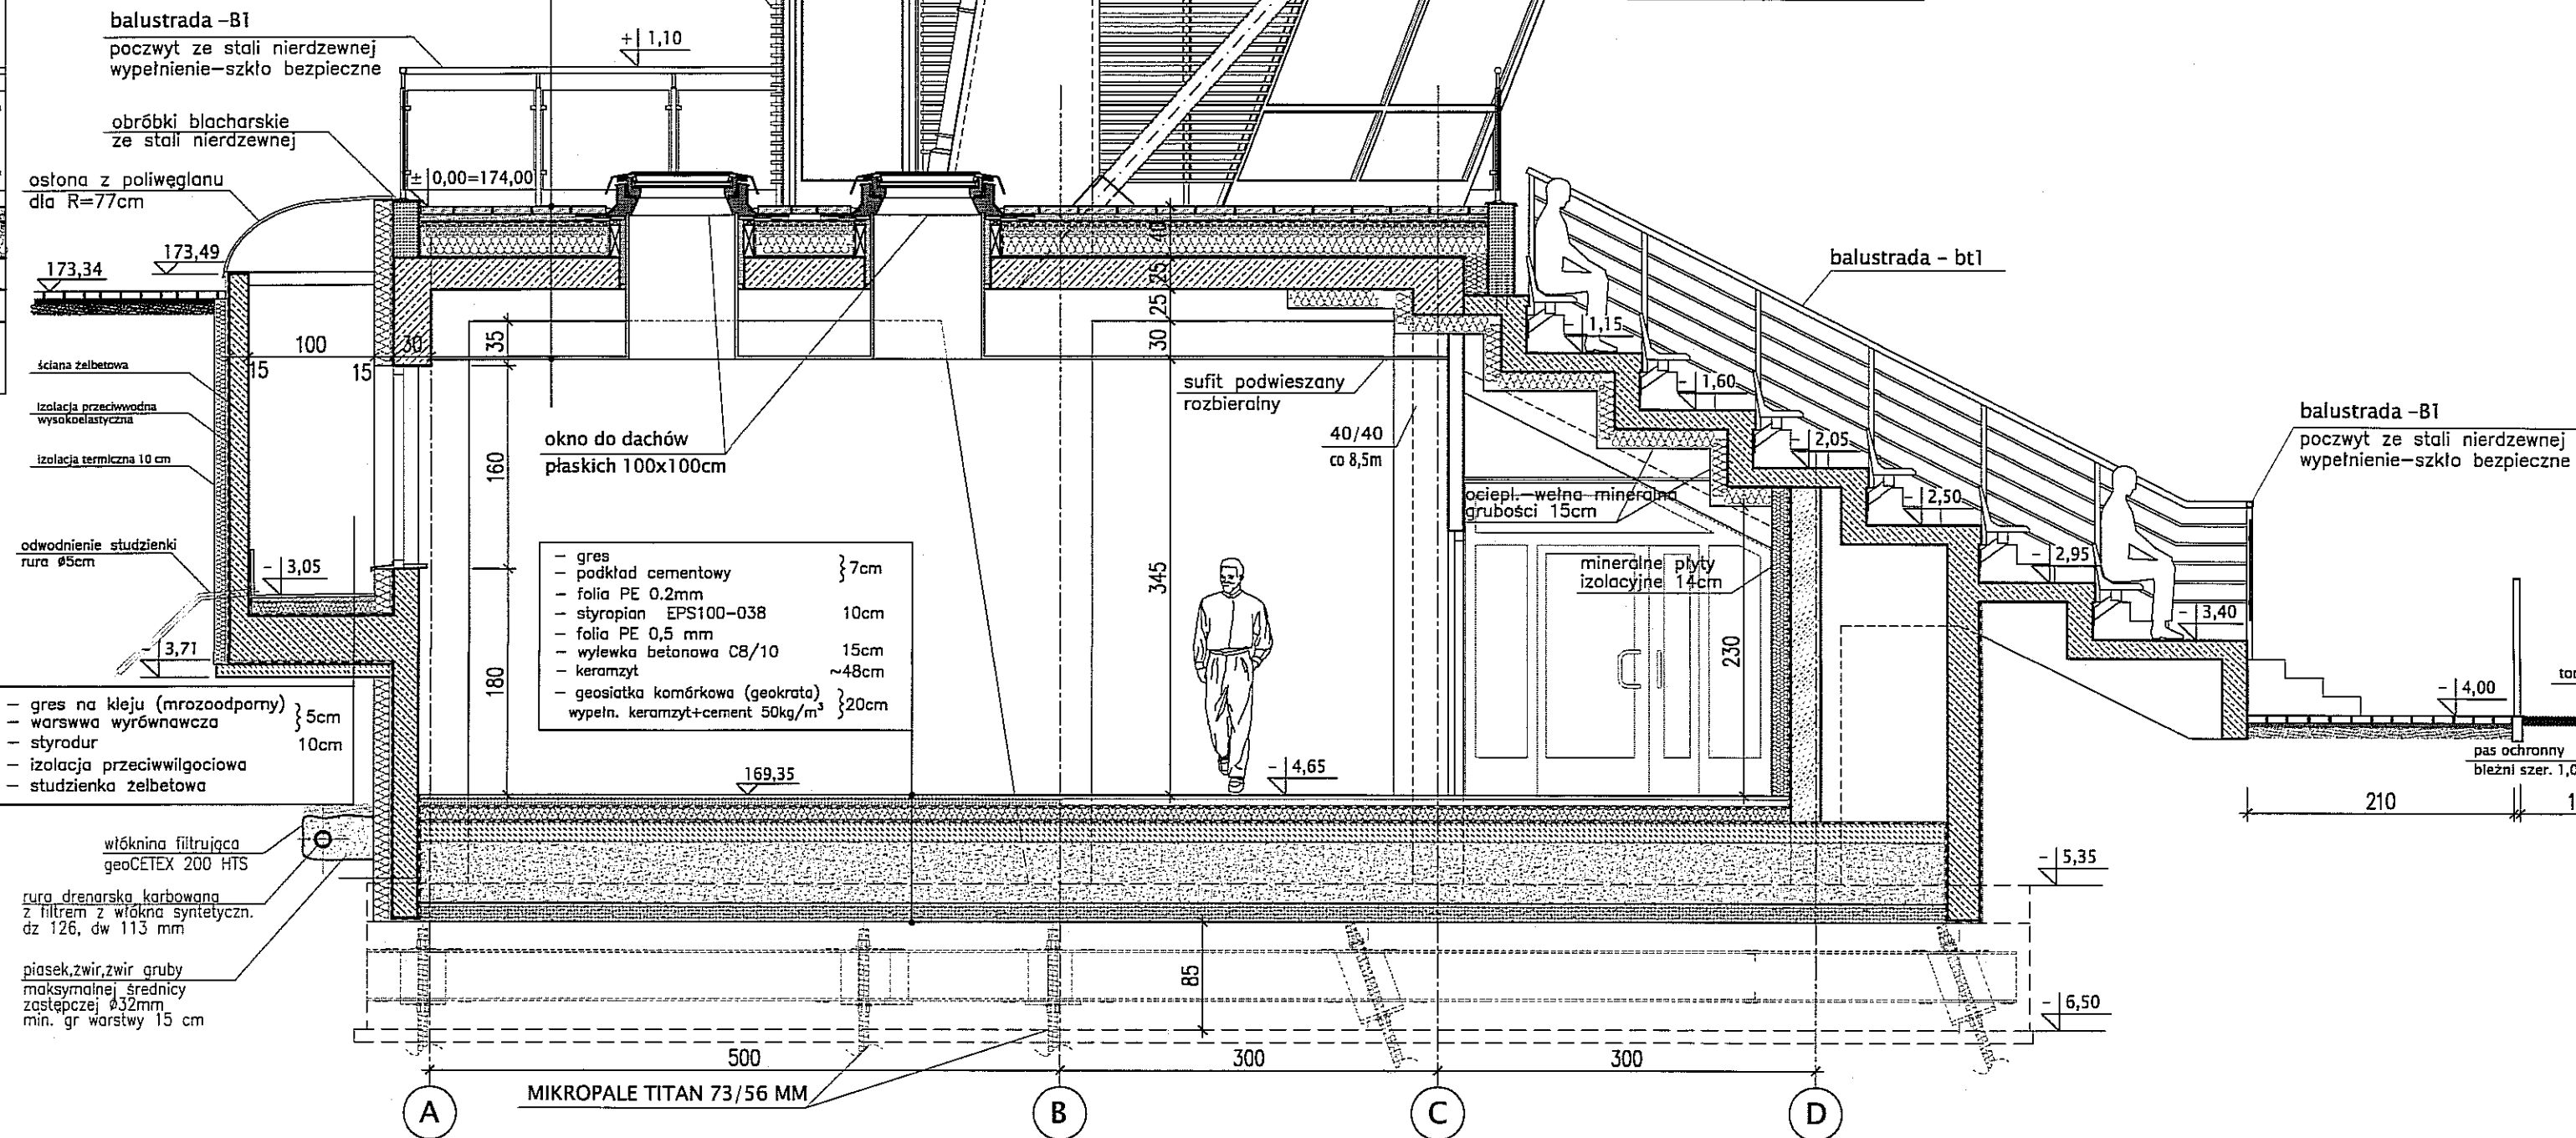 balustrada -B1
poczwyt ze stali nierdzewnej
wypełnienie-szkło bezpieczne
obróbki blacharskie
ze stali nierdzewnej
osłona z poliwęglanu
dla R=77cm
+ 1,10
± 0,00=174,00
173,49
173,34
100
30
15
15
35
160
180
ściana żelbetowa
izolacja przeciwwodna
wysokoelastyczna
izolacja termiczna 10 cm
odwodnienie studzienki
rura ø5cm
- 3,05
- 3,71
- gres na kleju (mrozoodporny)
- warswwa wyrównawcza
}5cm
- styrodur 10cm
- izolacja przeciwwilgociowa
- studzienka żelbetowa
włóknina filtrująca
geoCETEX 200 HTS
rura drenarska karbowana
z filtrem z włókna syntetyczn.
dz 126, dw 113 mm
piasek,żwir,żwir gruby
maksymalnej średnicy
zastępczej ø32mm
min. gr warstwy 15 cm
okno do dachów
płaskich 100x100cm
- gres
- podkład cementowy
}7cm
- folia PE 0.2mm
- styropian EPS100-038 10cm
- folia PE 0,5 mm
- wylewka betonowa C8/10 15cm
- keramzyt ~48cm
- geosiatka komórkowa (geokrata)
wypełn. keramzyt+cement 50kg/m³ }20cm
169,35
- 4,65
40
25
25
30
345
sufit podwieszany
rozbieralny
40/40
co 8,5m
ociepl.-wełna mineralna
grubości 15cm
mineralne płyty
izolacyjne 14cm
230
balustrada - bt1
- 1,15
- 1,60
- 2,05
- 2,50
- 2,95
- 3,40
balustrada -B1
poczwyt ze stali nierdzewnej
wypełnienie-szkło bezpieczne
- 4,00
pas ochronny
bieżni szer. 1,0
210
- 5,35
- 6,50
85
500
300
300
MIKROPALE TITAN 73/56 MM
A
B
C
D